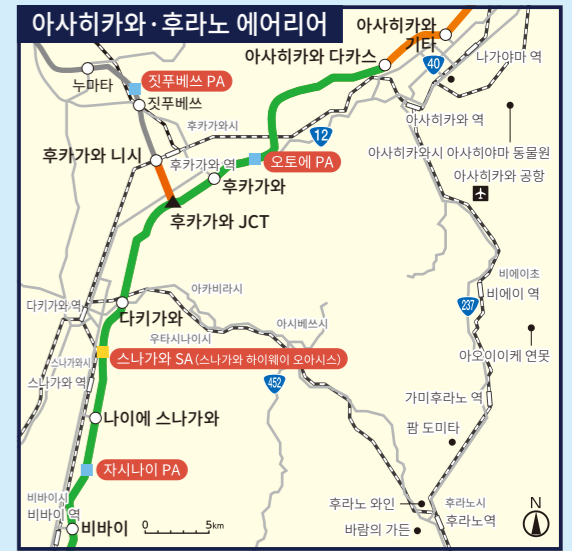 아사히카와·후라노 에어리어
아사히카와
기타
아사히카와 다카스
40
나가야마 역
누마타
짓푸베쓰 PA
짓푸베쓰
후카가와시
12
아사히카와 역
후카가와 니시
후카가와 역
오토에 PA
아사히카와시 아사히야마 동물원
아사히카와 공항
후카가와
후카가와 JCT
비에이초
비에이 역
아카비라시
다키가와역
다키가와
237
아시베쓰시
우타시나이시
아오이이케 연못
스나가와시
스나가와 SA (스나가와 하이웨이 오아시스)
스나가와 역
452
가미후라노 역
나이에 스나가와
팜 도미타
자시나이 PA
비바이시
비바이 역
비바이
0 5km
후라노 와인
후라노시
후라노역
바람의 가든
N